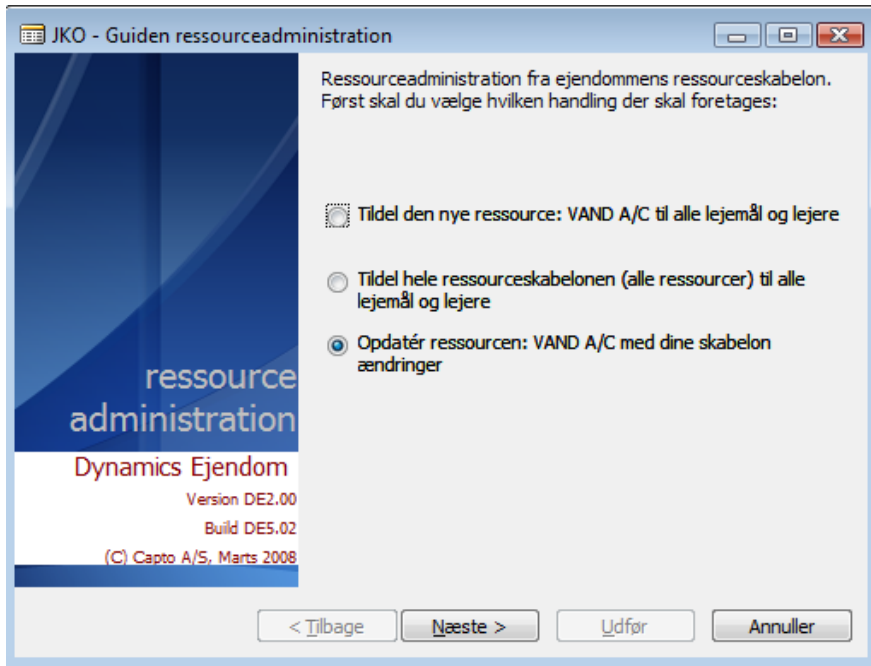 JKO - Guiden ressourceadministration
Ressourceadministration fra ejendommens ressourceskabelon.
Først skal du vælge hvilken handling der skal foretages:
Tildel den nye ressource: VAND A/C til alle lejemål og lejere
Tildel hele ressourceskabelonen (alle ressourcer) til alle
lejemål og lejere
Opdatér ressourcen: VAND A/C med dine skabelon
ændringer
ressource
administration
Dynamics Ejendom
Version DE2.00
Build DE5.02
(C) Capto A/S, Marts 2008
< Tilbage
Næste >
Udfør
Annuller